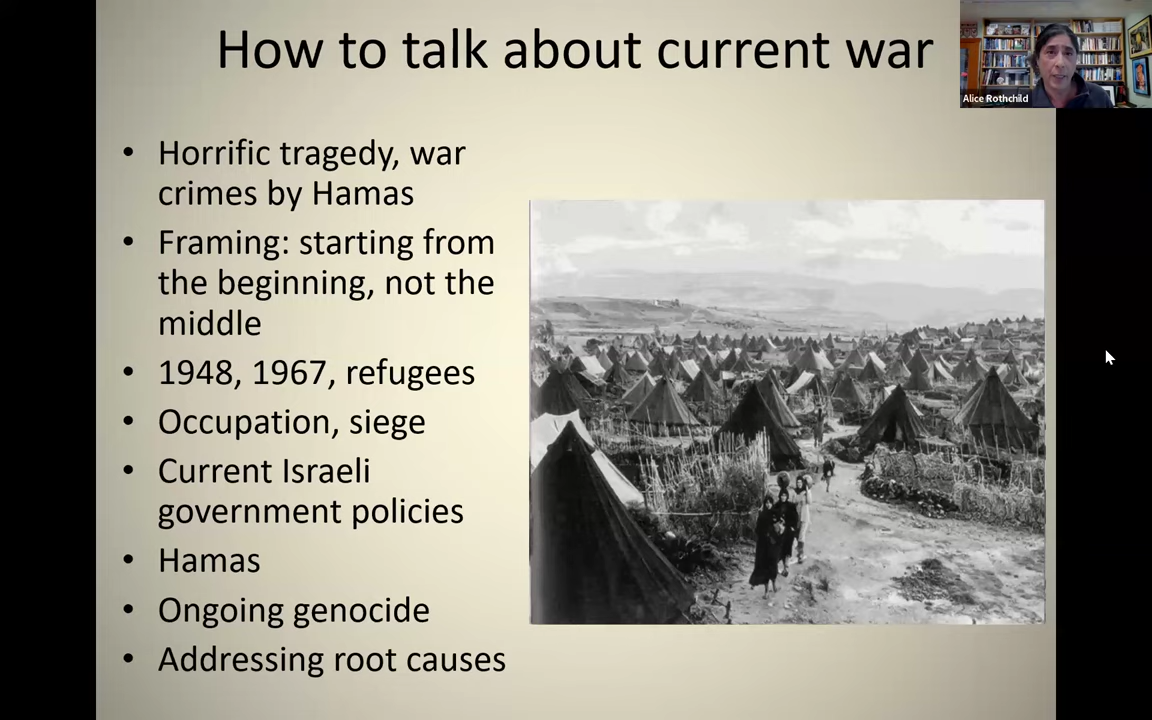 How to talk about current war
Alice Rothchild
• Horrific tragedy, war
crimes by Hamas
• Framing: starting from
the beginning, not the
middle
• 1948, 1967, refugees
• Occupation, siege
• Current Israeli
government policies
• Hamas
• Ongoing genocide
• Addressing root causes